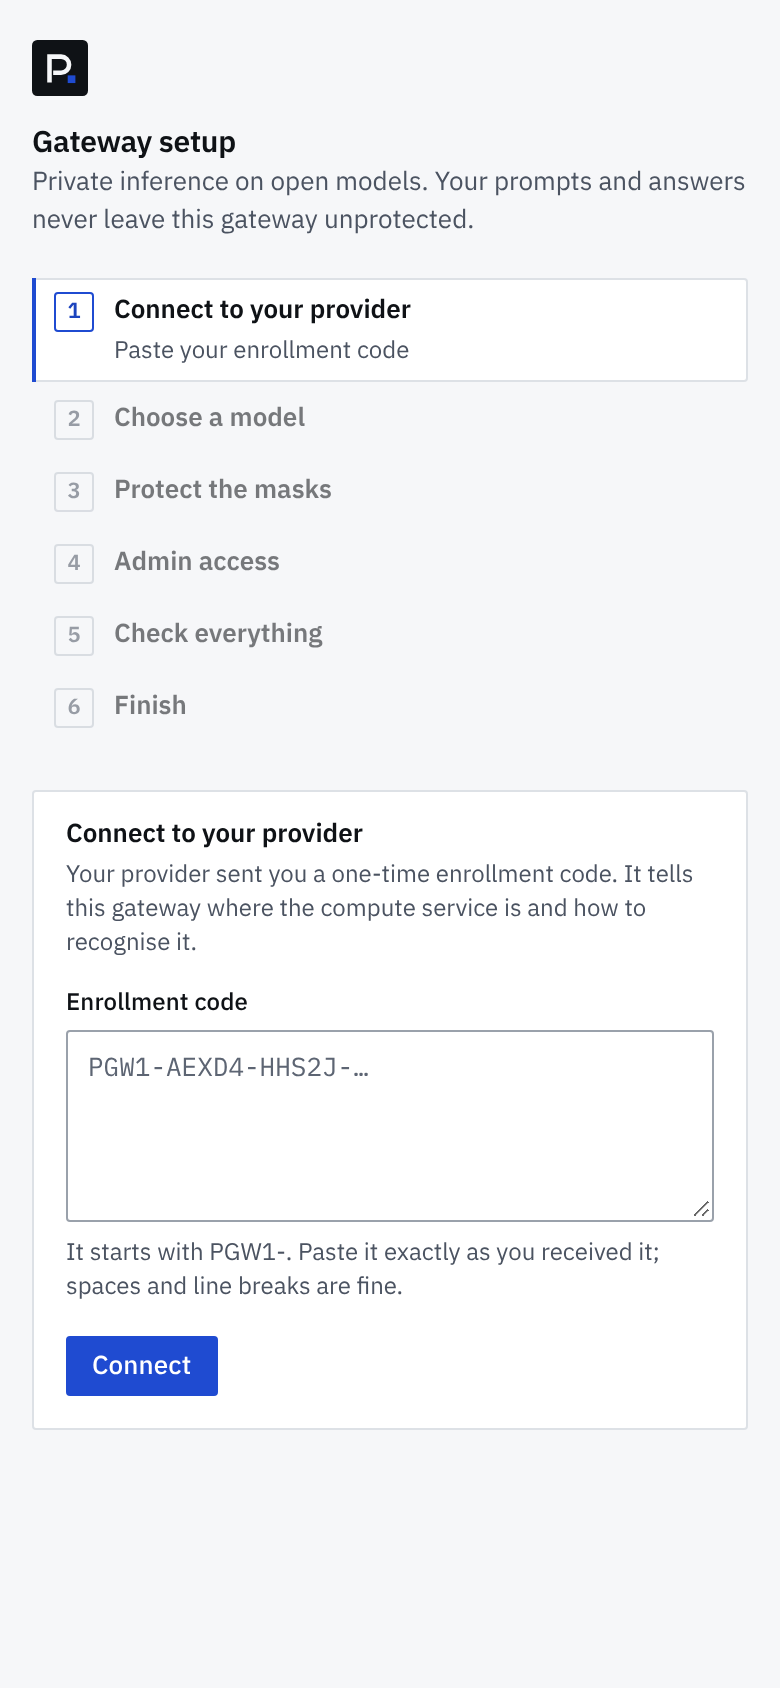 P.
Gateway setup
Private inference on open models. Your prompts and answers
never leave this gateway unprotected.
1 Connect to your provider
Paste your enrollment code
2 Choose a model
3 Protect the masks
4 Admin access
5 Check everything
6 Finish
Connect to your provider
Your provider sent you a one-time enrollment code. It tells
this gateway where the compute service is and how to
recognise it.
Enrollment code
PGW1-AEXD4-HHS2J-…
It starts with PGW1-. Paste it exactly as you received it;
spaces and line breaks are fine.
Connect